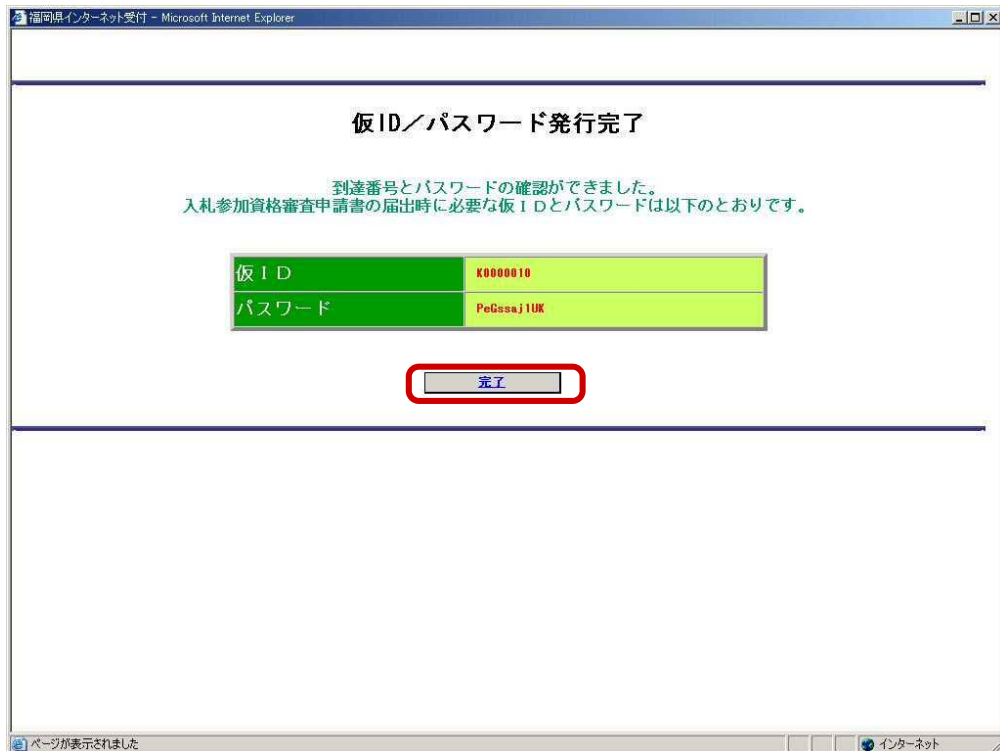 福岡県インターネット受付 - Microsoft Internet Explorer
仮ID／パスワード発行完了
到達番号とパスワードの確認ができました。
入札参加資格審査申請書の届出時に必要な仮ＩＤとパスワードは以下のとおりです。
仮ＩＤ K0000010
パスワード PeGssaj1UK
完了
ページが表示されました インターネット